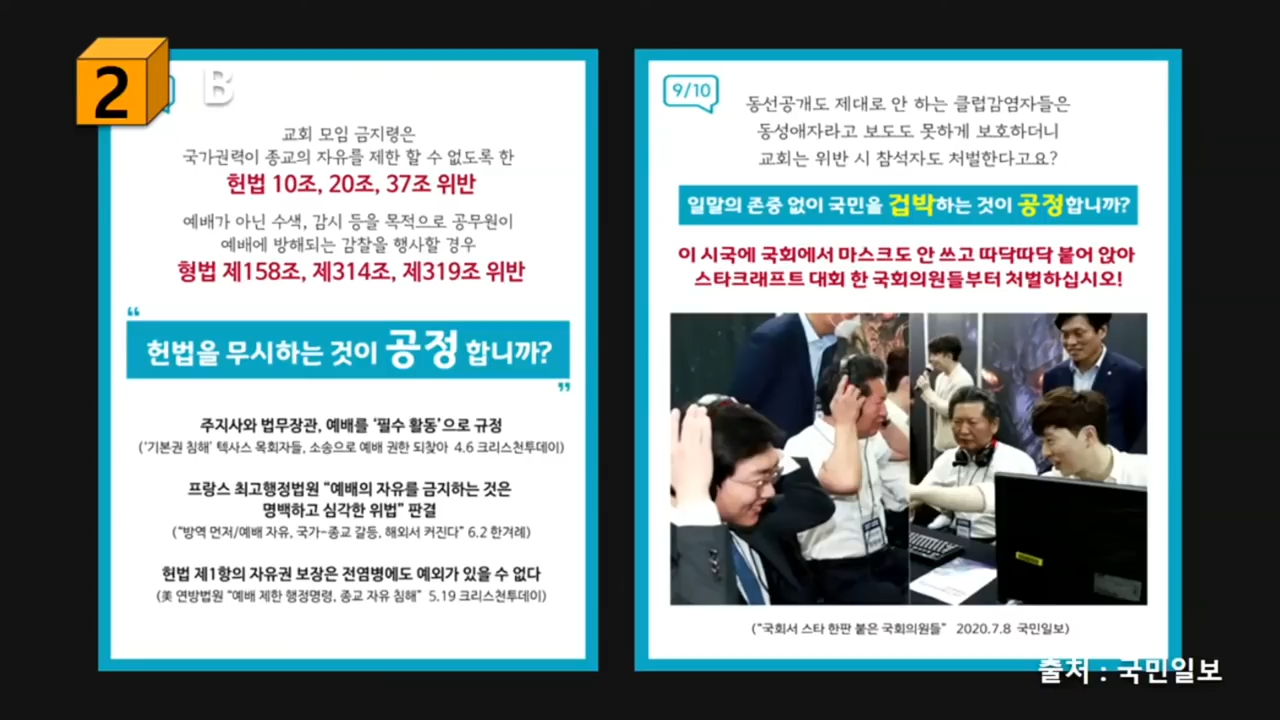 2
B
교회 모임 금지령은
국가권력이 종교의 자유를 제한 할 수 없도록 한
헌법 10조, 20조, 37조 위반
예배가 아닌 수색, 감시 등을 목적으로 공무원이
예배에 방해되는 감찰을 행사할 경우
형법 제158조, 제314조, 제319조 위반
“
헌법을 무시하는 것이 공정합니까?
”
주지사와 법무장관, 예배를 ‘필수 활동’으로 규정
(‘기본권 침해’ 텍사스 목회자들, 소송으로 예배 권한 되찾아 4.6 크리스천투데이)
프랑스 최고행정법원 “예배의 자유를 금지하는 것은
명백하고 심각한 위법” 판결
(“방역 먼저/예배 자유, 국가-종교 갈등, 해외서 커진다” 6.2 한겨레)
헌법 제1항의 자유권 보장은 전염병에도 예외가 있을 수 없다
(美 연방법원 “예배 제한 행정명령, 종교 자유 침해” 5.19 크리스천투데이)
9/10
동선공개도 제대로 안 하는 클럽감염자들은
동성애자라고 보도도 못하게 보호하더니
교회는 위반 시 참석자도 처벌한다고요?
일말의 존중 없이 국민을 겁박하는 것이 공정합니까?
이 시국에 국회에서 마스크도 안 쓰고 따닥따닥 붙어 앉아
스타크래프트 대회 한 국회의원들부터 처벌하십시오!
(“국회서 스타 한판 붙은 국회의원들” 2020.7.8 국민일보)
출처 : 국민일보